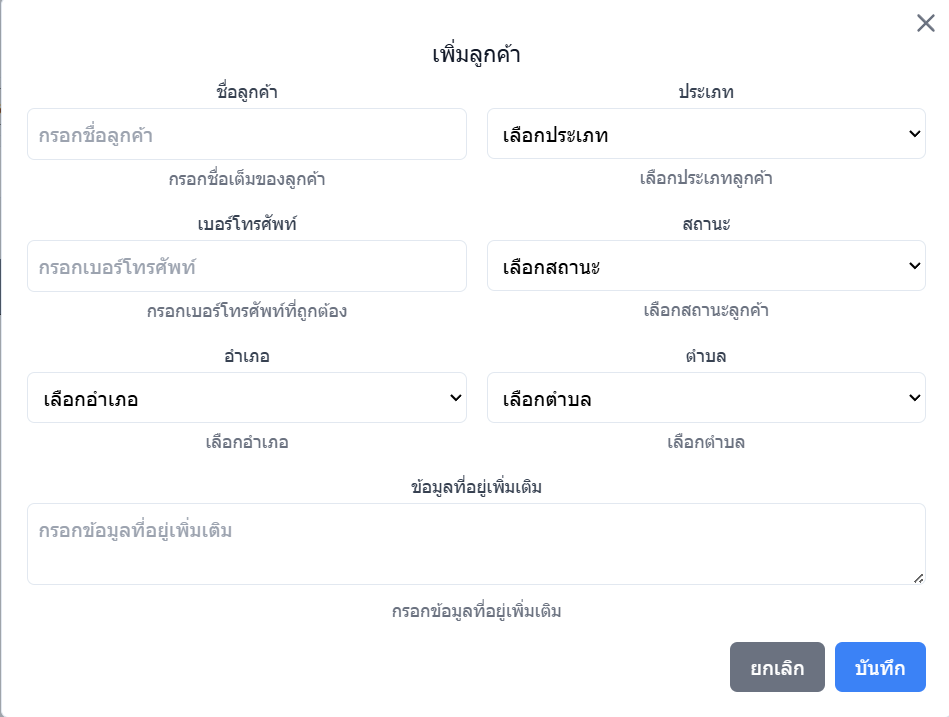 เพิ่มลูกค้า
ชื่อลูกค้า
ประเภท
กรอกชื่อลูกค้า
เลือกประเภท
กรอกชื่อเต็มของลูกค้า
เลือกประเภทลูกค้า
เบอร์โทรศัพท์
สถานะ
กรอกเบอร์โทรศัพท์
เลือกสถานะ
กรอกเบอร์โทรศัพท์ที่ถูกต้อง
เลือกสถานะลูกค้า
อำเภอ
ตำบล
เลือกอำเภอ
เลือกตำบล
เลือกอำเภอ
เลือกตำบล
ข้อมูลที่อยู่เพิ่มเติม
กรอกข้อมูลที่อยู่เพิ่มเติม
กรอกข้อมูลที่อยู่เพิ่มเติม
ยกเลิก
บันทึก